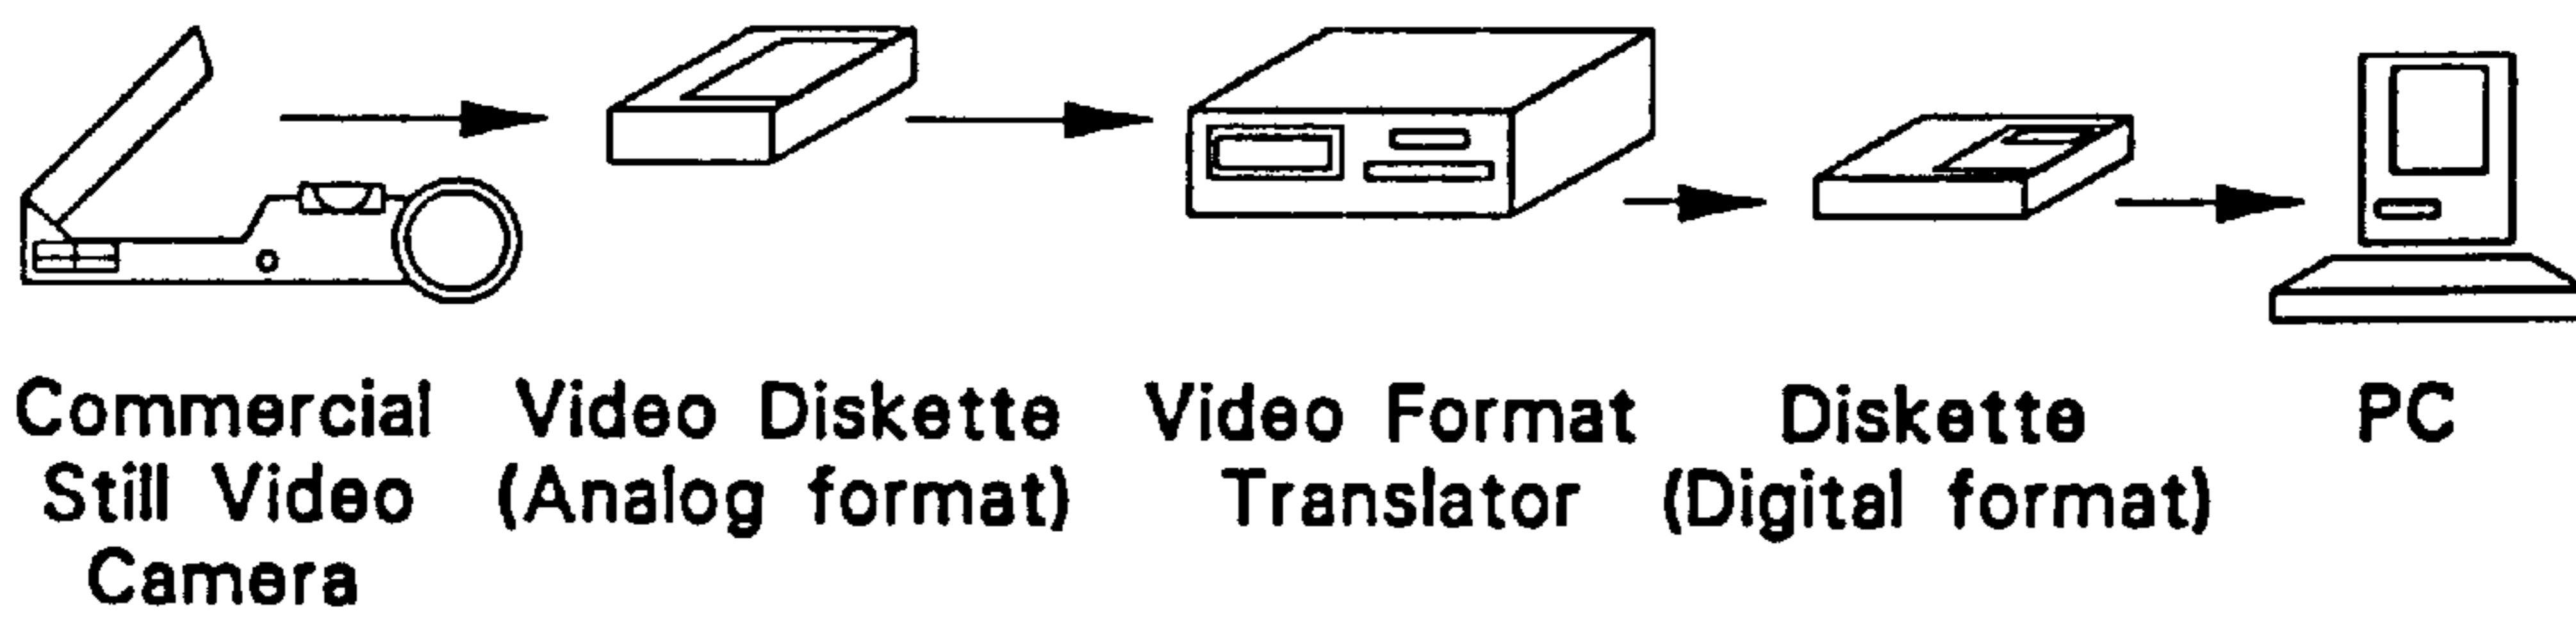 Commercial Still Video Camera
Video Diskette (Analog format)
Video Format Translator
Diskette (Digital format)
PC